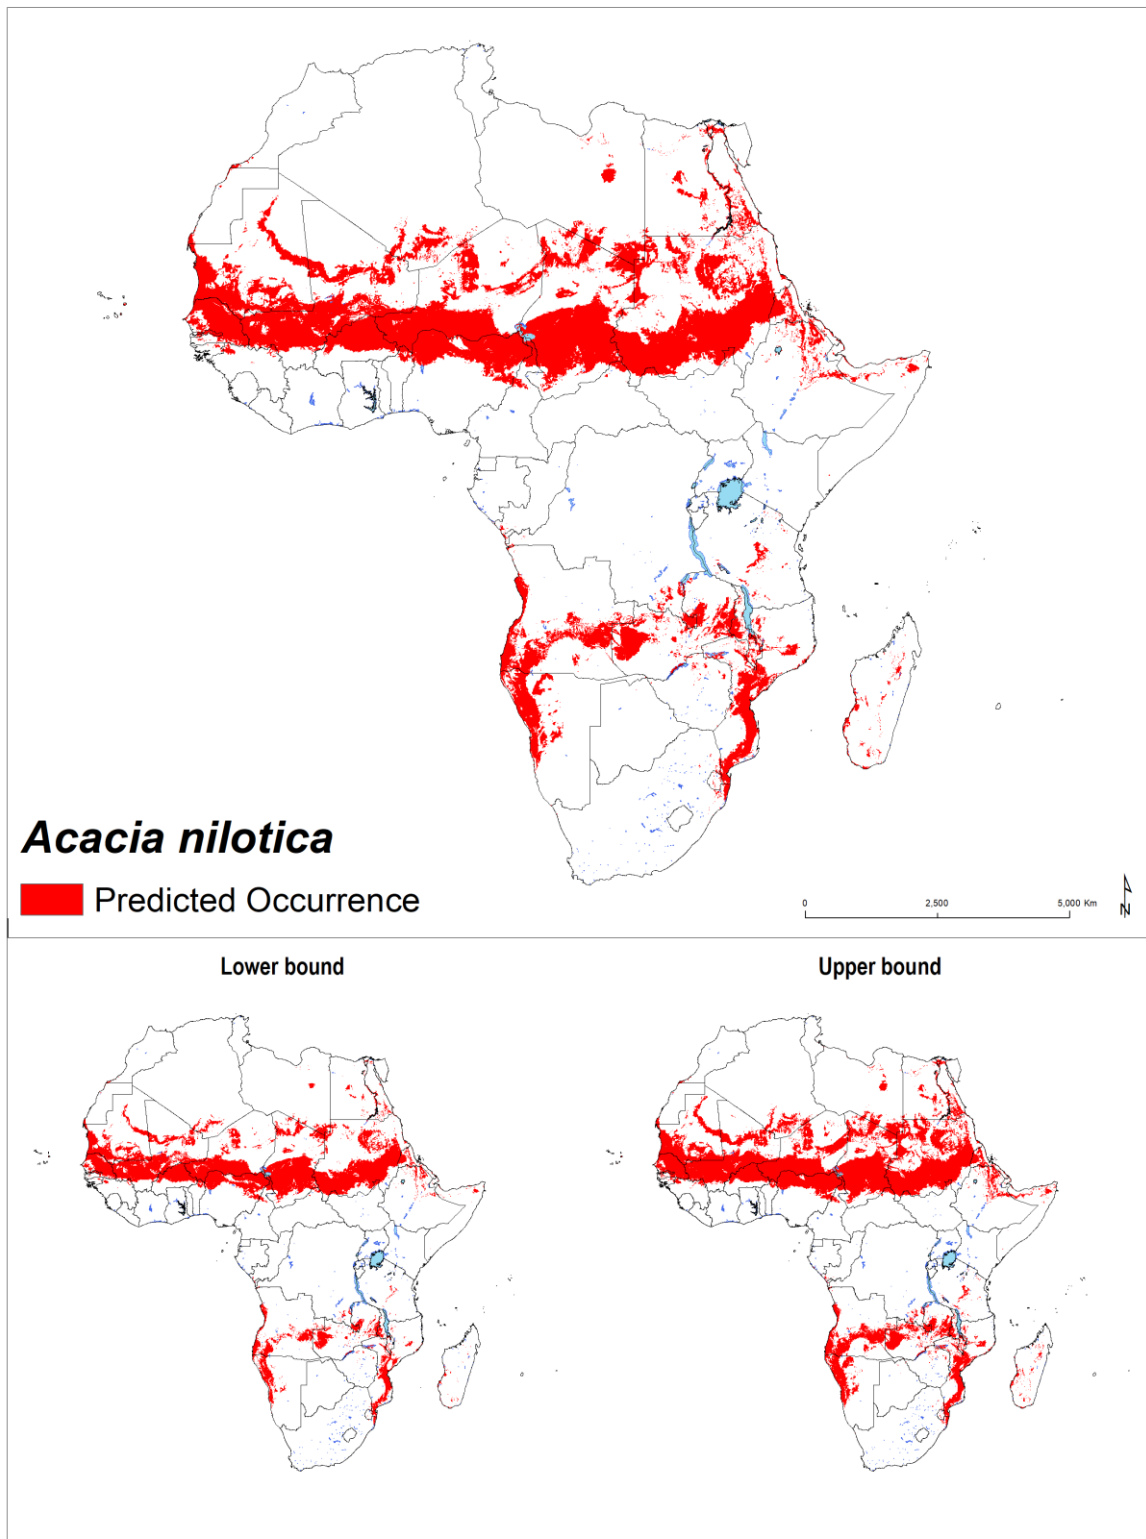 Acacia nilotica
Predicted Occurrence
0 2,500 5,000 Km
N
Lower bound
Upper bound